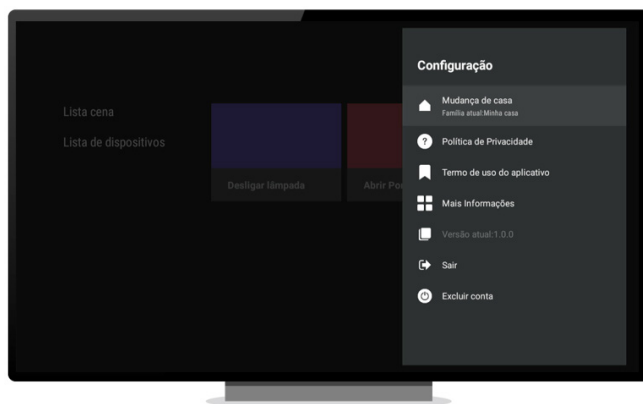 Lista cena
Lista de dispositivos
Desligar lâmpada
Abrir
Configuração
Mudança de casa
Família atual:Minha casa
Política de Privacidade
Termo de uso do aplicativo
Mais Informações
Versão atual:1.0.0
Sair
Excluir conta